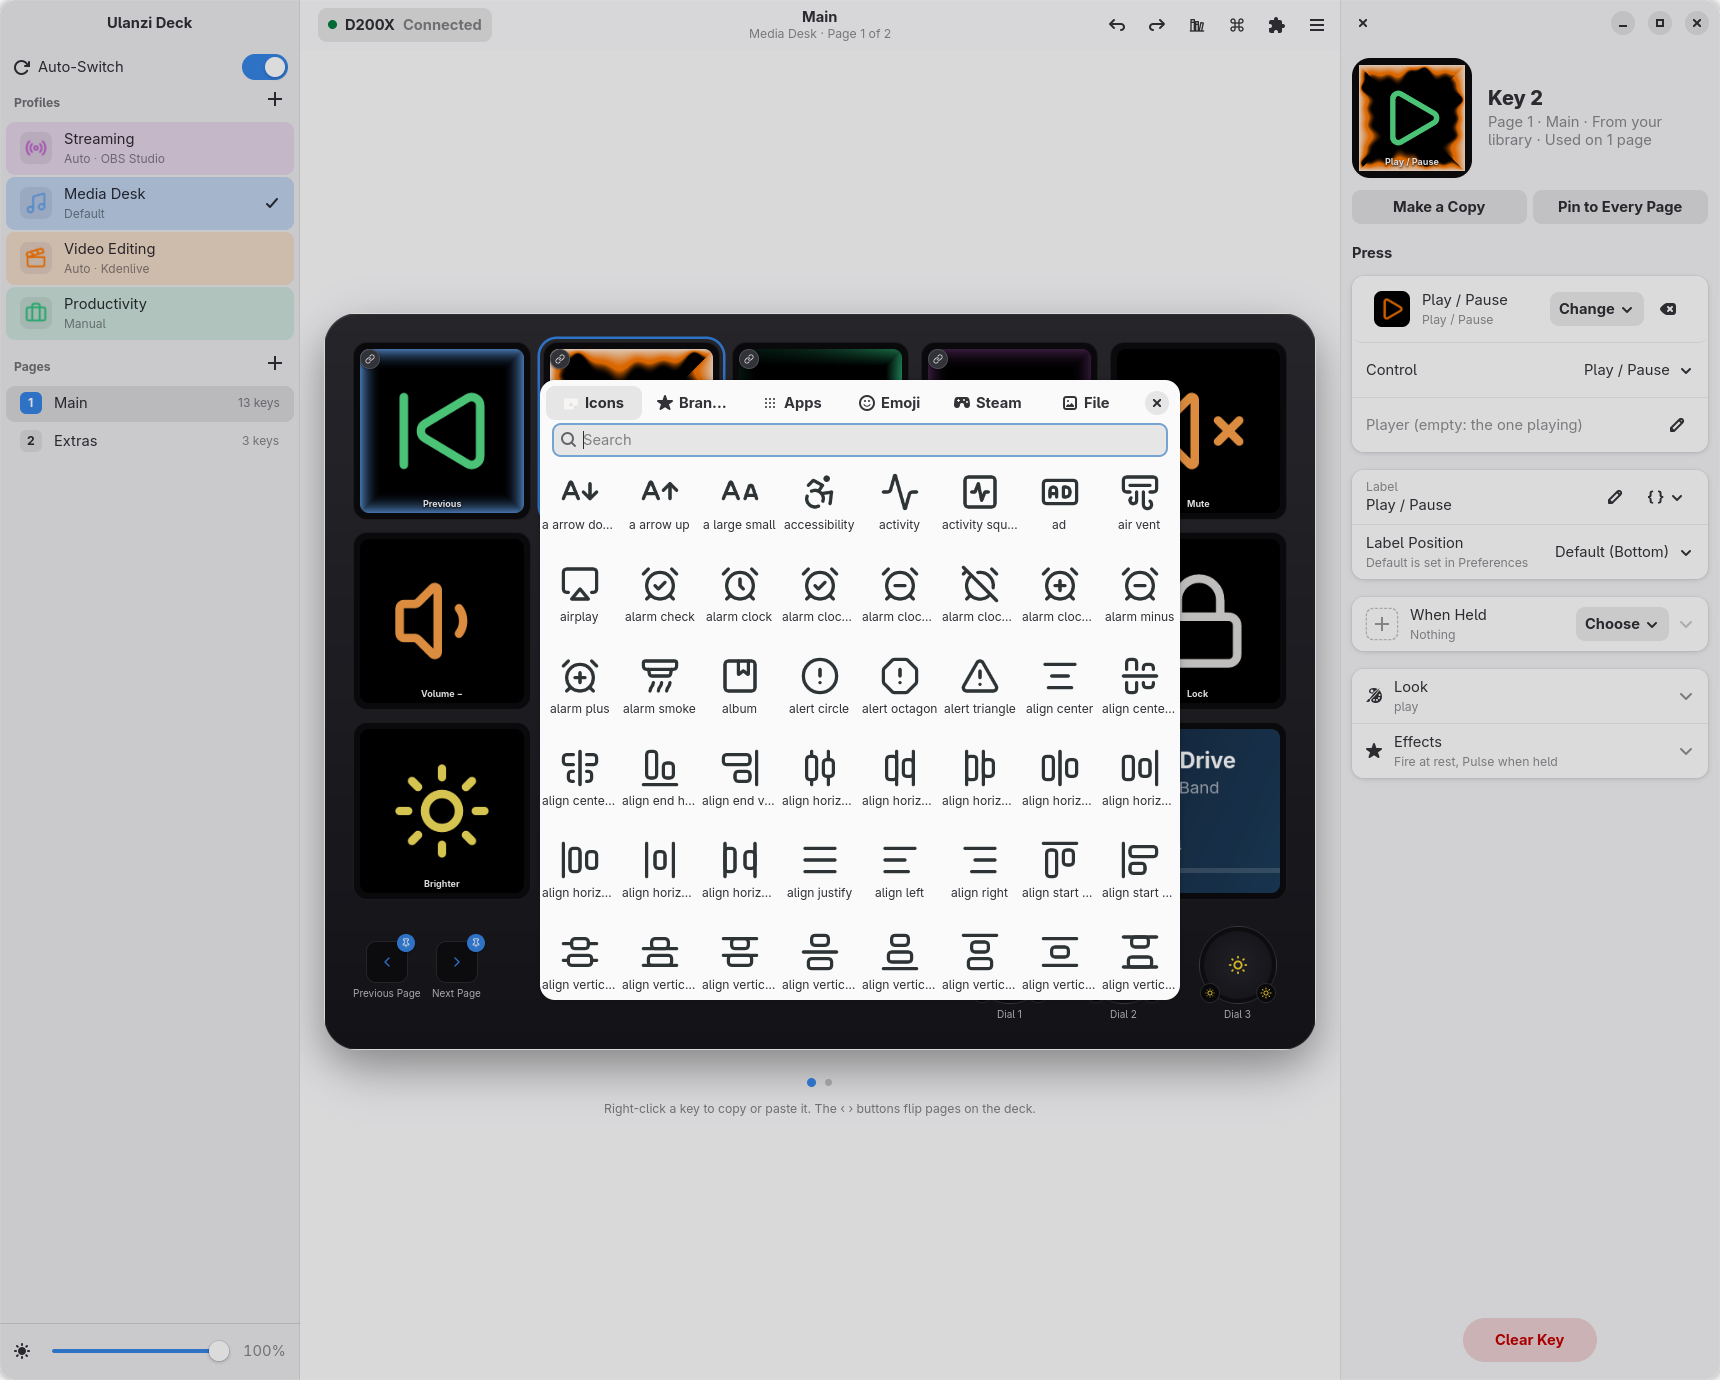 Ulanzi Deck
Auto-Switch
Profiles
Streaming
Auto · OBS Studio
Media Desk
Default
Video Editing
Auto · Kdenlive
Productivity
Manual
Pages
1 Main 13 keys
2 Extras 3 keys
100%
D200X Connected
Main
Media Desk · Page 1 of 2
Previous
Volume –
Brighter
Mute
Lock
Drive
Band
Previous Page
Next Page
Dial 1
Dial 2
Dial 3
Right-click a key to copy or paste it. The ‹ › buttons flip pages on the deck.
Icons Bran... Apps Emoji Steam File
Search
a arrow do... a arrow up a large small accessibility activity activity squ... ad air vent
airplay alarm check alarm clock alarm cloc... alarm cloc... alarm cloc... alarm cloc... alarm minus
alarm plus alarm smoke album alert circle alert octagon alert triangle align center align cente...
align cente... align end h... align end v... align horiz... align horiz... align horiz... align horiz... align horiz...
align horiz... align horiz... align horiz... align justify align left align right align start ... align start ...
align vertic... align vertic... align vertic... align vertic... align vertic... align vertic... align vertic... align vertic...
Play / Pause
Key 2
Page 1 · Main · From your
library · Used on 1 page
Make a Copy
Pin to Every Page
Press
Play / Pause
Play / Pause
Change
Control
Play / Pause
Player (empty: the one playing)
Label
Play / Pause
{ }
Label Position
Default is set in Preferences
Default (Bottom)
When Held
Nothing
Choose
Look
play
Effects
Fire at rest, Pulse when held
Clear Key